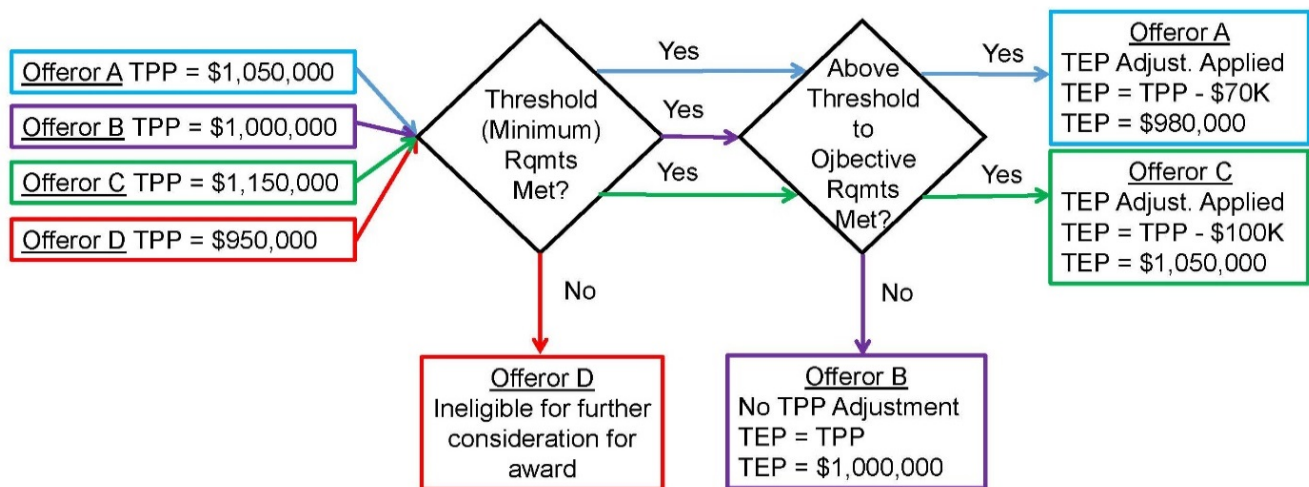 Offeror A TPP = $1,050,000
Offeror B TPP = $1,000,000
Offeror C TPP = $1,150,000
Offeror D TPP = $950,000
Threshold
(Minimum)
Rqmts
Met?
Yes
Yes
Yes
No
Offeror D
Ineligible for further
consideration for
award
Above
Threshold
to
Ojbective
Rqmts
Met?
Yes
Yes
No
Offeror B
No TPP Adjustment
TEP = TPP
TEP = $1,000,000
Offeror A
TEP Adjust. Applied
TEP = TPP - $70K
TEP = $980,000
Offeror C
TEP Adjust. Applied
TEP = TPP - $100K
TEP = $1,050,000